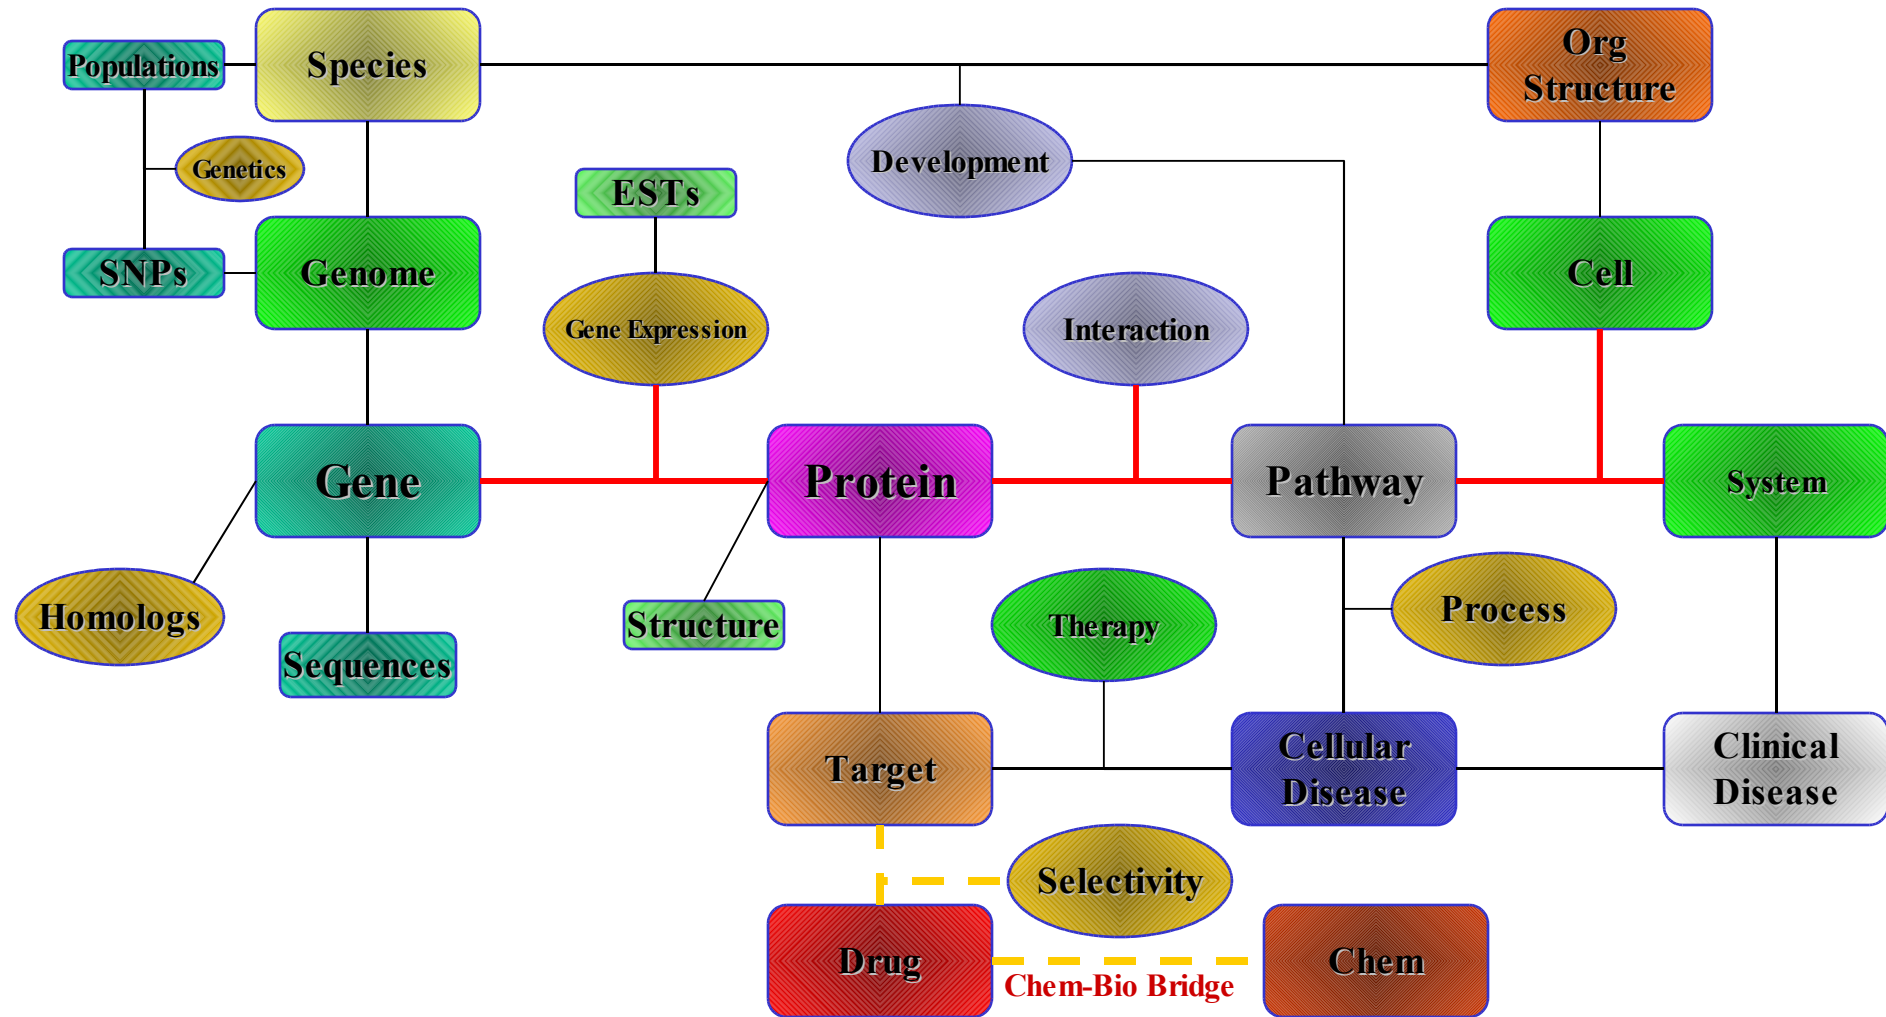 Populations
Species
Org
Structure
Development
Genetics
ESTs
SNPs
Genome
Cell
Gene Expression
Interaction
Gene
Protein
Pathway
System
Homologs
Structure
Therapy
Process
Sequences
Target
Cellular
Disease
Clinical
Disease
Selectivity
Drug
Chem
Chem-Bio Bridge